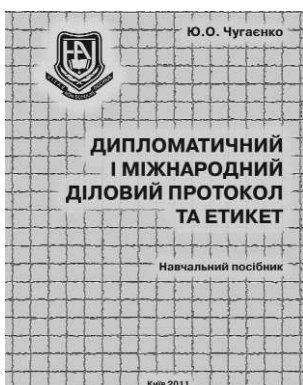 Ю.О. Чугаєнко
ДИПЛОМАТИЧНИЙ
І МІЖНАРОДНИЙ
ДІЛОВИЙ ПРОТОКОЛ
ТА ЕТИКЕТ
Навчальний посібник
Київ 2011